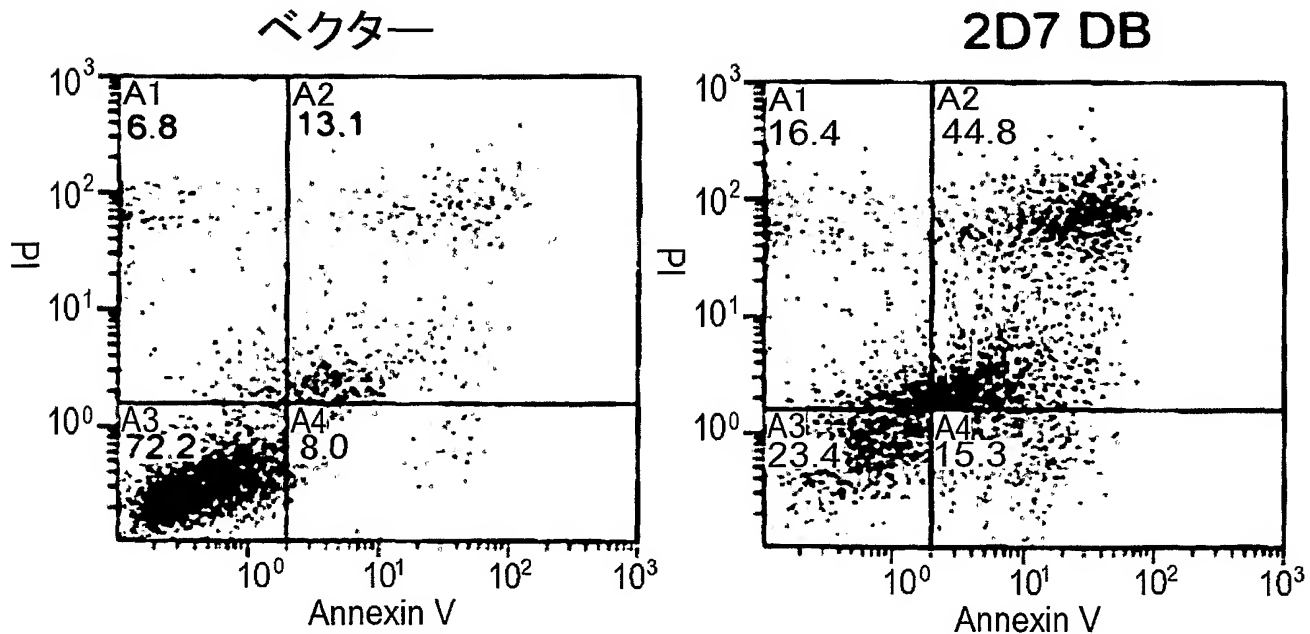 ベクター
10³
A1
6.8
A2
13.1
10²
PI
10¹
10⁰
A3
72.2
A4
8.0
10⁰ 10¹ 10² 10³
Annexin V
2D7 DB
10³
A1
16.4
A2
44.8
10²
PI
10¹
10⁰
A3
23.4
A4
15.3
10⁰ 10¹ 10² 10³
Annexin V